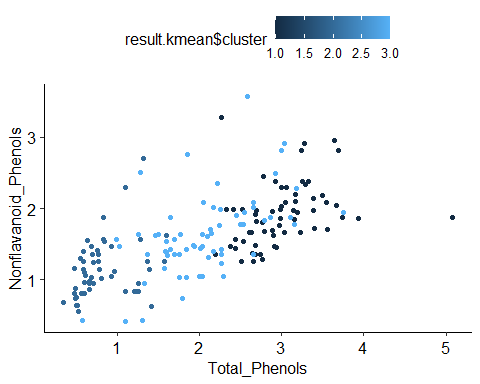 result.kmean$cluster
1.0 1.5 2.0 2.5 3.0
Nonflavanoid_Phenols
3
2
1
1 2 3 4 5
Total_Phenols